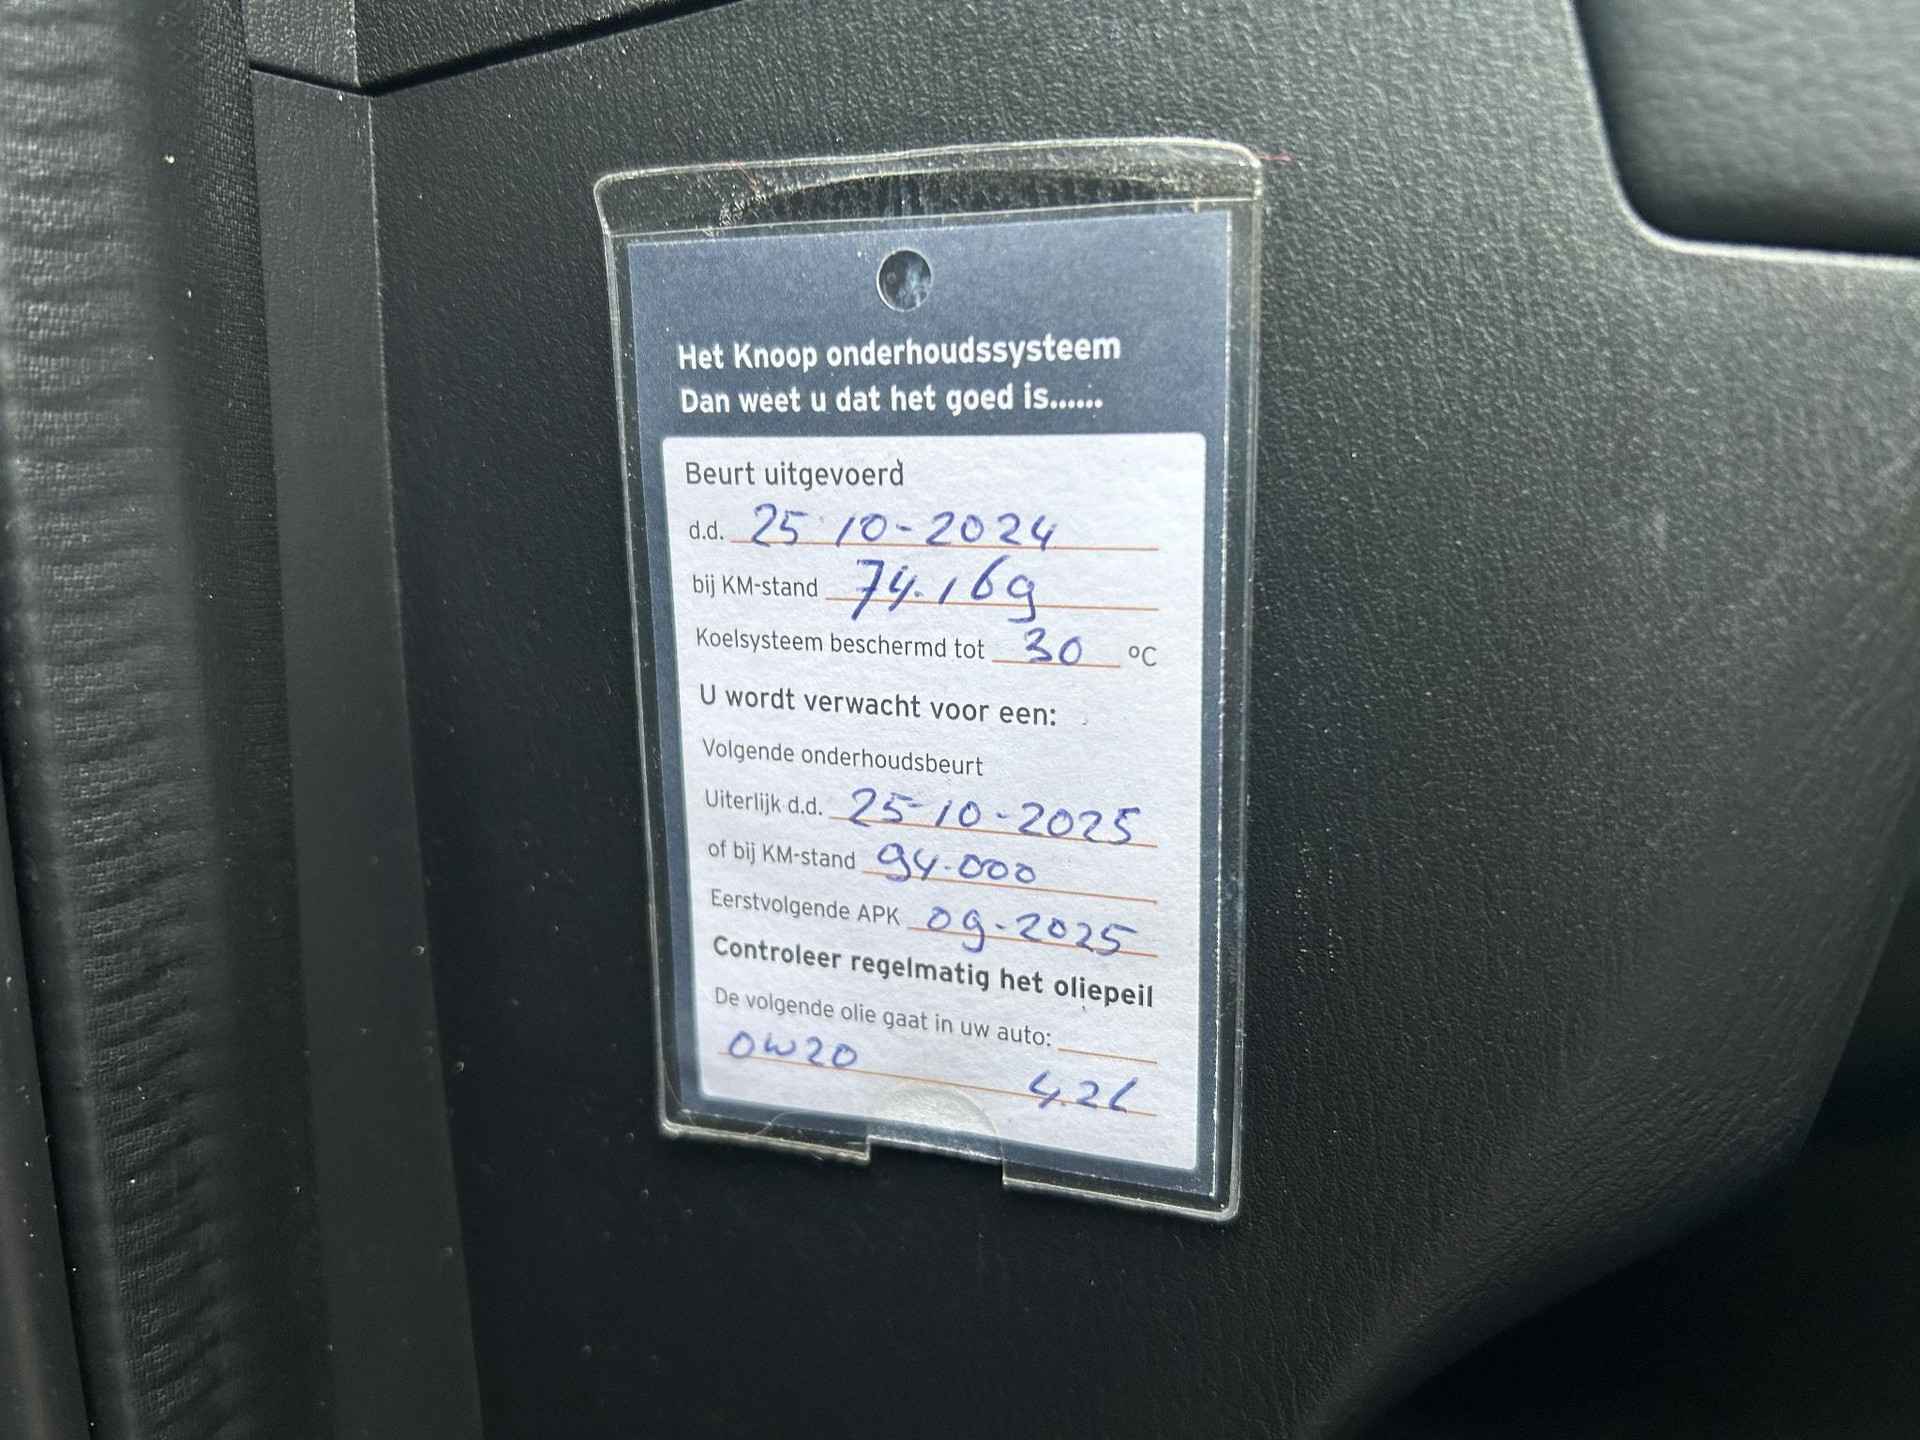 Het Knoop onderhoudssysteem
Dan weet u dat het goed is......
Beurt uitgevoerd
d.d. 25 10-2024
bij KM-stand 74.169
Koelsysteem beschermd tot 30 °C
U wordt verwacht voor een:
Volgende onderhoudsbeurt
Uiterlijk d.d. 25-10-2025
of bij KM-stand 94.000
Eerstvolgende APK 09-2025
Controleer regelmatig het oliepeil
De volgende olie gaat in uw auto:
0W20 4.2L